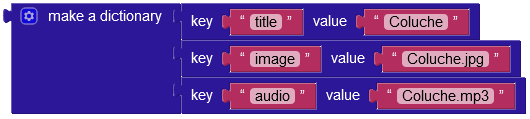 make a dictionary key “ title ” value “ Coluche ”
key “ image ” value “ Coluche.jpg ”
key “ audio ” value “ Coluche.mp3 ”